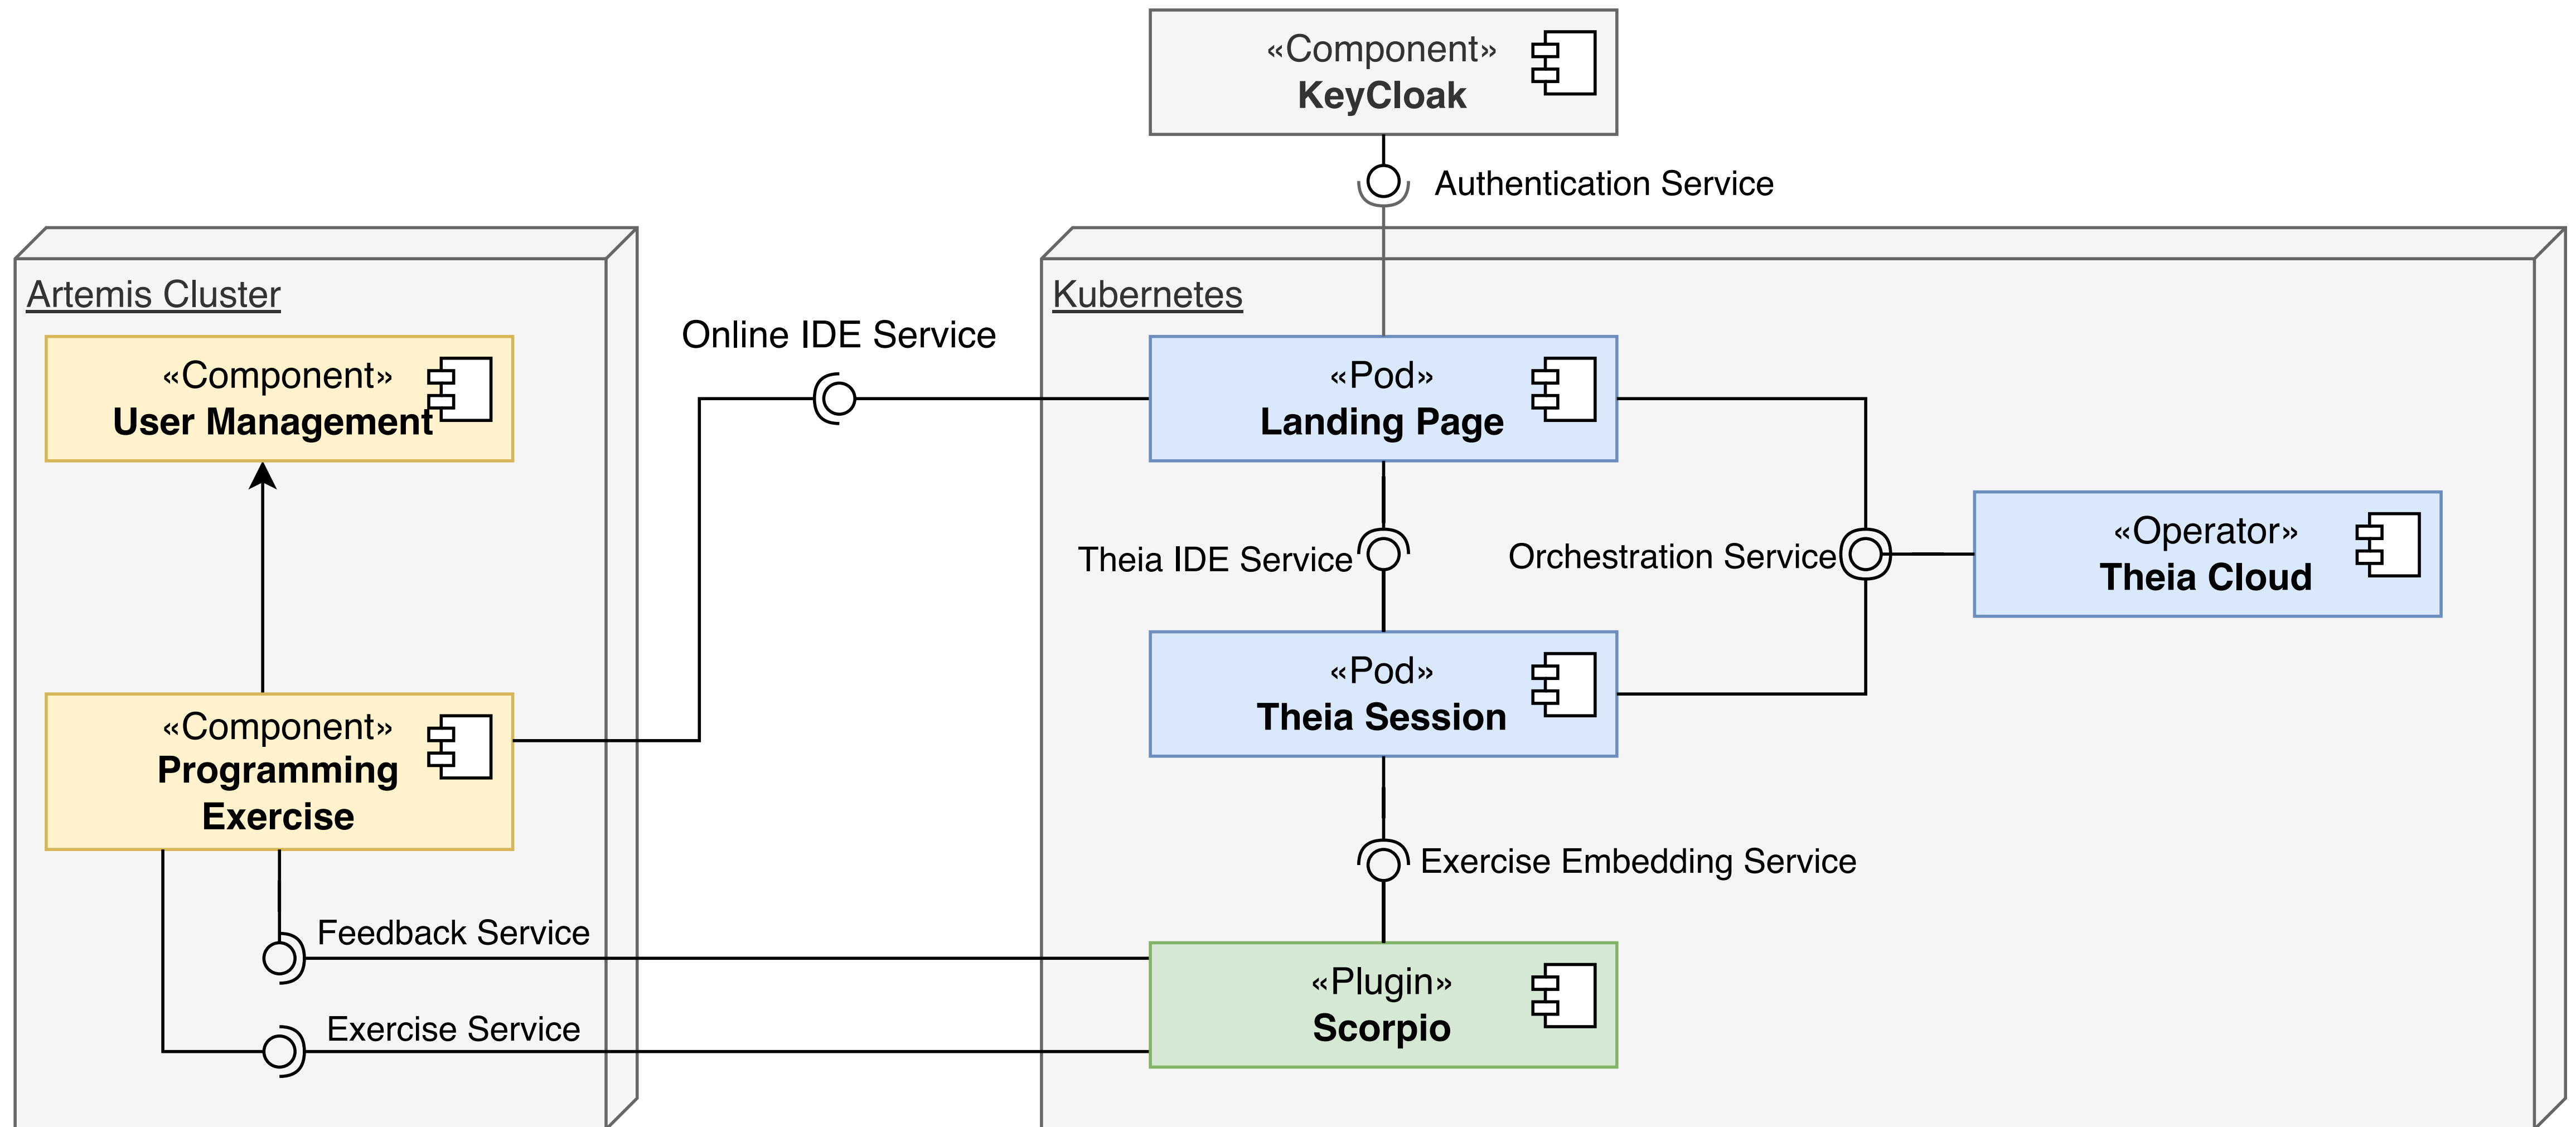 «Component»
KeyCloak
Authentication Service
Artemis Cluster
Kubernetes
«Component»
User Management
Online IDE Service
«Pod»
Landing Page
Theia IDE Service
Orchestration Service
«Operator»
Theia Cloud
«Component»
Programming
Exercise
«Pod»
Theia Session
Exercise Embedding Service
Feedback Service
Exercise Service
«Plugin»
Scorpio